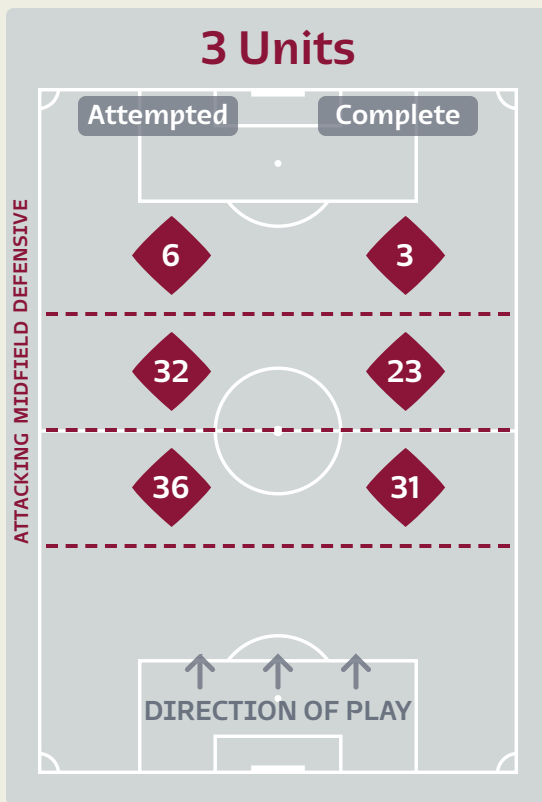 3 Units
Attempted Complete
ATTACKING MIDFIELD DEFENSIVE
6 3
32 23
36 31
DIRECTION OF PLAY